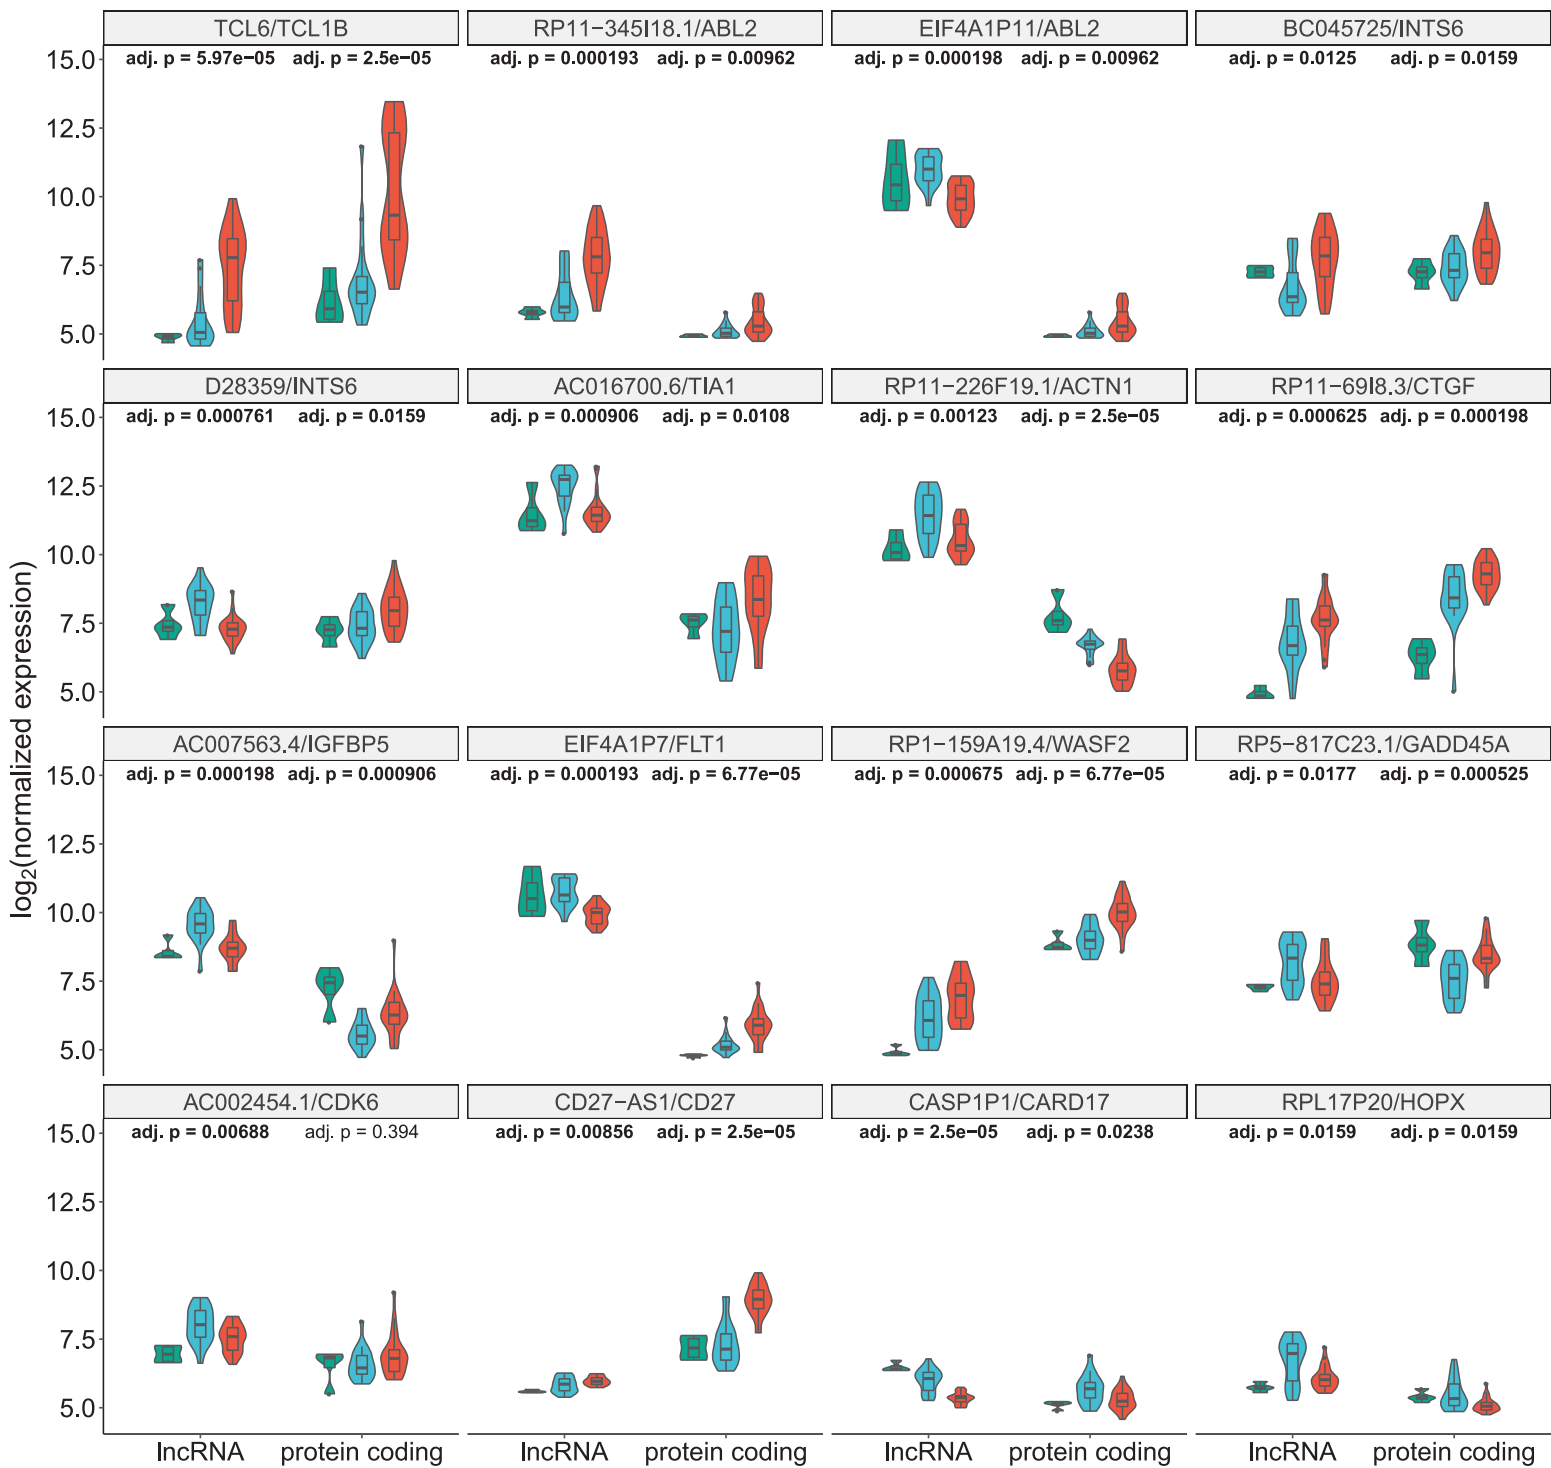 TCL6/TCL1B
RP11−345I18.1/ABL2
EIF4A1P11/ABL2
BC045725/INTS6
adj. p = 5.97e−05 adj. p = 2.5e−05
adj. p = 0.000193 adj. p = 0.00962
adj. p = 0.000198 adj. p = 0.00962
adj. p = 0.0125 adj. p = 0.0159
15.0
12.5
10.0
7.5
5.0
D28359/INTS6
AC016700.6/TIA1
RP11−226F19.1/ACTN1
RP11−69I8.3/CTGF
adj. p = 0.000761 adj. p = 0.0159
adj. p = 0.000906 adj. p = 0.0108
adj. p = 0.00123 adj. p = 2.5e−05
adj. p = 0.000625 adj. p = 0.000198
15.0
12.5
10.0
7.5
5.0
log2(normalized expression)
AC007563.4/IGFBP5
EIF4A1P7/FLT1
RP1−159A19.4/WASF2
RP5−817C23.1/GADD45A
adj. p = 0.000198 adj. p = 0.000906
adj. p = 0.000193 adj. p = 6.77e−05
adj. p = 0.000675 adj. p = 6.77e−05
adj. p = 0.0177 adj. p = 0.000525
15.0
12.5
10.0
7.5
5.0
AC002454.1/CDK6
CD27−AS1/CD27
CASP1P1/CARD17
RPL17P20/HOPX
adj. p = 0.00688 adj. p = 0.394
adj. p = 0.00856 adj. p = 2.5e−05
adj. p = 2.5e−05 adj. p = 0.0238
adj. p = 0.0159 adj. p = 0.0159
15.0
12.5
10.0
7.5
5.0
lncRNA protein coding
lncRNA protein coding
lncRNA protein coding
lncRNA protein coding